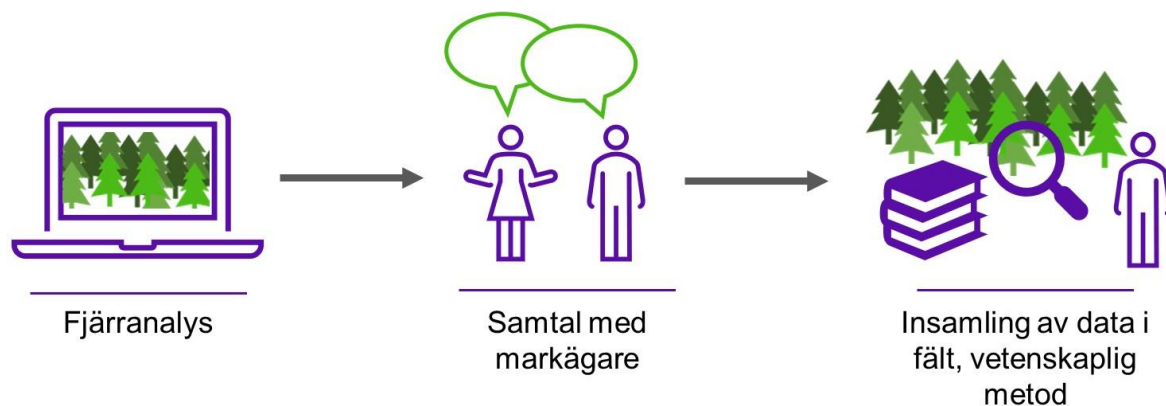 Fjärranalys
Samtal med
markägare
Insamling av data i
fält, vetenskaplig
metod